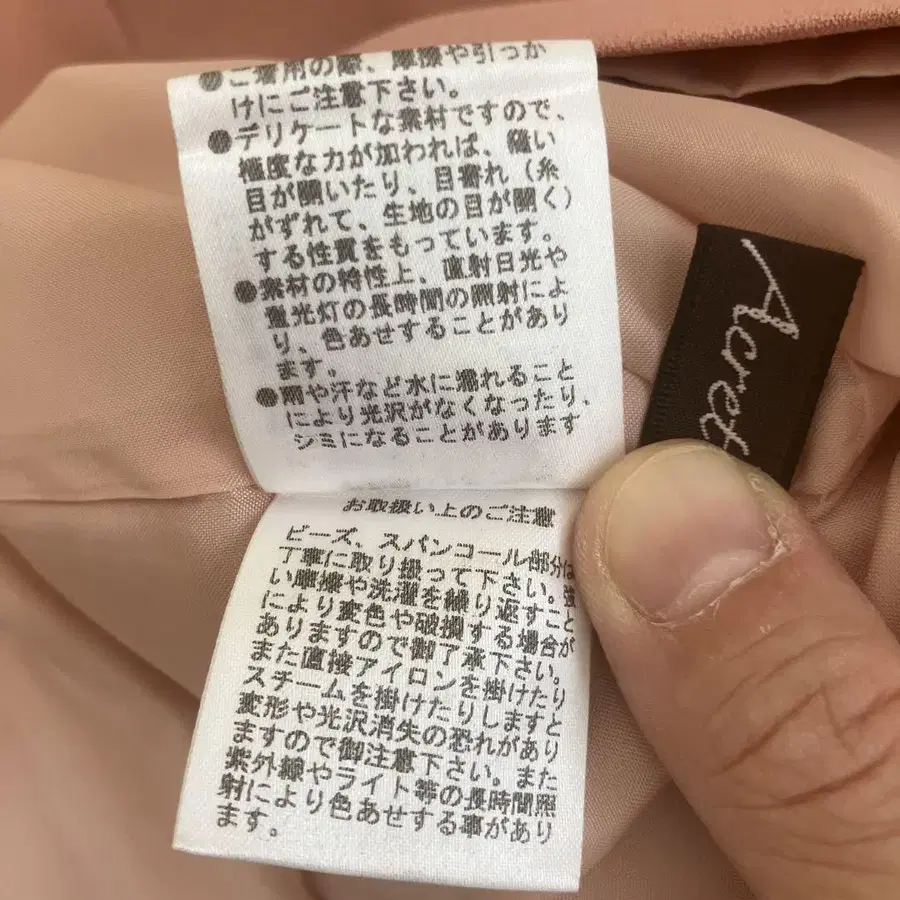 ●ご着用の際、摩擦や引っか
けにご注意下さい。
●デリケートな素材ですので、
極度な力が加われば、縫い
目が開いたり、目寄れ（糸
がずれて、生地の目が開く）
する性質をもっています。
●素材の特性上、直射日光や
蛍光灯の長時間の照射によ
り、色あせすることがあり
ます。
●雨や汗など水に濡れること
により光沢がなくなったり、
シミになることがあります
お取扱い上のご注意
ビーズ、スパンコール部分は
丁寧に取り扱って下さい。強
い摩擦や洗濯を繰り返すこと
により変色や破損する場合が
ありますので御了承下さい。
また直接アイロンを掛けたり
スチームを掛けたりしますと
変形や光沢消失の恐れがあり
ますので御注意下さい。また
紫外線やライト等の長時間照
射により色あせする事があり
ます。